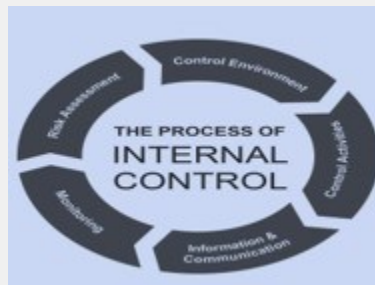 THE PROCESS OF
INTERNAL
CONTROL
Control Environment
Control Activities
Information &
Communication
Monitoring
Risk Assessment